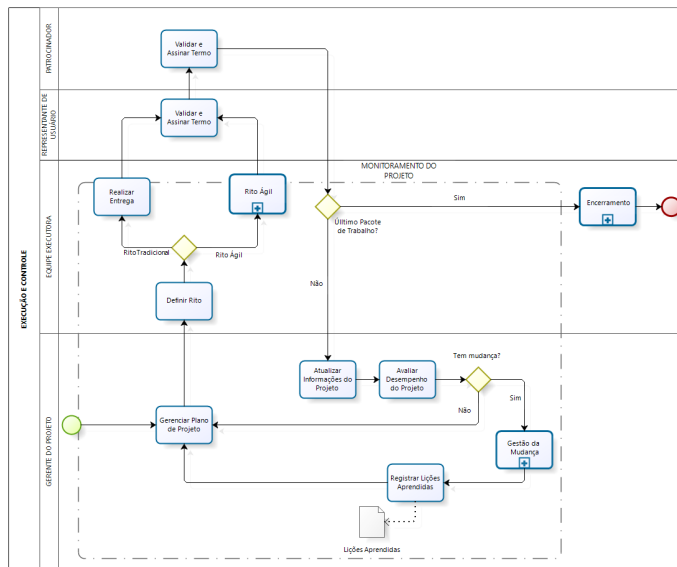 EXECUÇÃO E CONTROLE
PATROCINADOR
Validar e
Assinar Termo
REPRESENTANTE DE
USUÁRIO
Validar e
Assinar Termo
EQUIPE EXECUTORA
MONITORAMENTO DO
PROJETO
Realizar
Entrega
Rito Ágil
Sim
Encerramento
Úlltimo Pacote
de Trabalho?
RitoTradicional
Rito Ágil
Não
Definir Rito
GERENTE DO PROJETO
Tem mudança?
Atualizar
Informações do
Projeto
Avaliar
Desempenho
do Projeto
Sim
Não
Gerenciar Plano
de Projeto
Gestão da
Mudança
Registrar Lições
Aprendidas
Lições Aprendidas